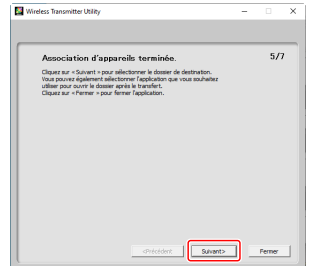 Wireless Transmitter Utility
Association d'appareils terminée. 5/7
Cliquez sur « Suivant » pour sélectionner le dossier de destination.
Vous pouvez également sélectionner l'application que vous souhaitez
utiliser pour ouvrir le dossier après le transfert.
Cliquez sur « Fermer » pour fermer l'application.
<Précédent Suivant> Fermer